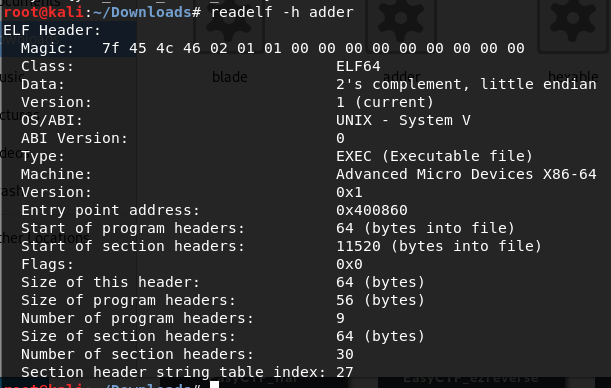 root@kali:~/Downloads# readelf -h adder
ELF Header:
  Magic:   7f 45 4c 46 02 01 01 00 00 00 00 00 00 00 00 00
  Class:                             ELF64
  Data:                              2's complement, little endian
  Version:                           1 (current)
  OS/ABI:                            UNIX - System V
  ABI Version:                       0
  Type:                              EXEC (Executable file)
  Machine:                           Advanced Micro Devices X86-64
  Version:                           0x1
  Entry point address:               0x400860
  Start of program headers:          64 (bytes into file)
  Start of section headers:          11520 (bytes into file)
  Flags:                             0x0
  Size of this header:               64 (bytes)
  Size of program headers:           56 (bytes)
  Number of program headers:         9
  Size of section headers:           64 (bytes)
  Number of section headers:         30
  Section header string table index: 27
root@kali:~/Downloads#
blade
adder
hexable